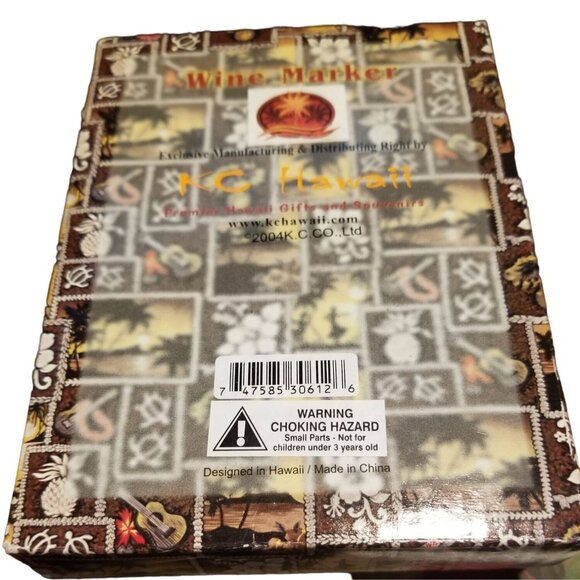 Wine Marker
Exclusive Manufacturing & Distributing Right by
KC Hawaii
Premier Hawaii Gifts and Souvenirs
www.kchawaii.com
©2004K.C.CO.,Ltd
7 47585 30612 6
WARNING
CHOKING HAZARD
Small Parts - Not for
children under 3 years old
Designed in Hawaii / Made in China